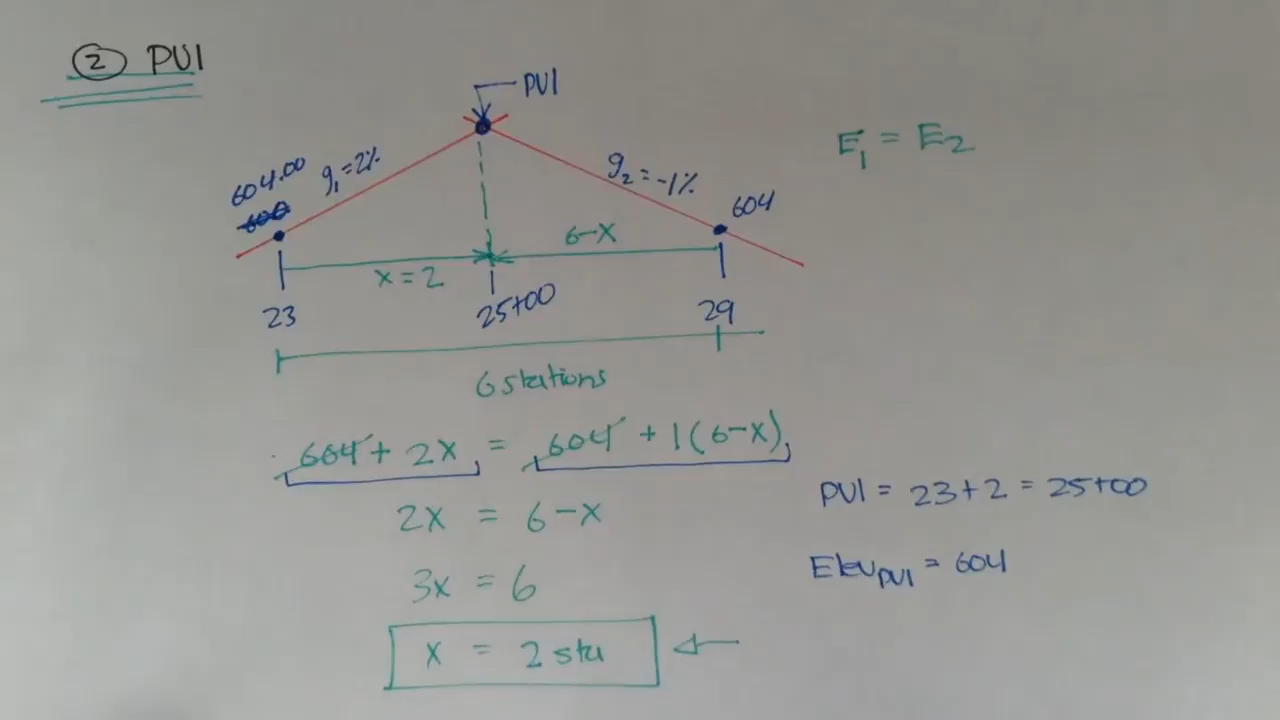 2 PVI
PVI
604.00
600
g₁=2%
g₂=-1%
604
E₁ = E₂
x=2
6-x
23
25+00
29
6 stations
604+ 2x = 604 + 1(6-x)
2x = 6-x
3x = 6
x = 2 sta
PVI = 23+2 = 25+00
Elev PVI = 604